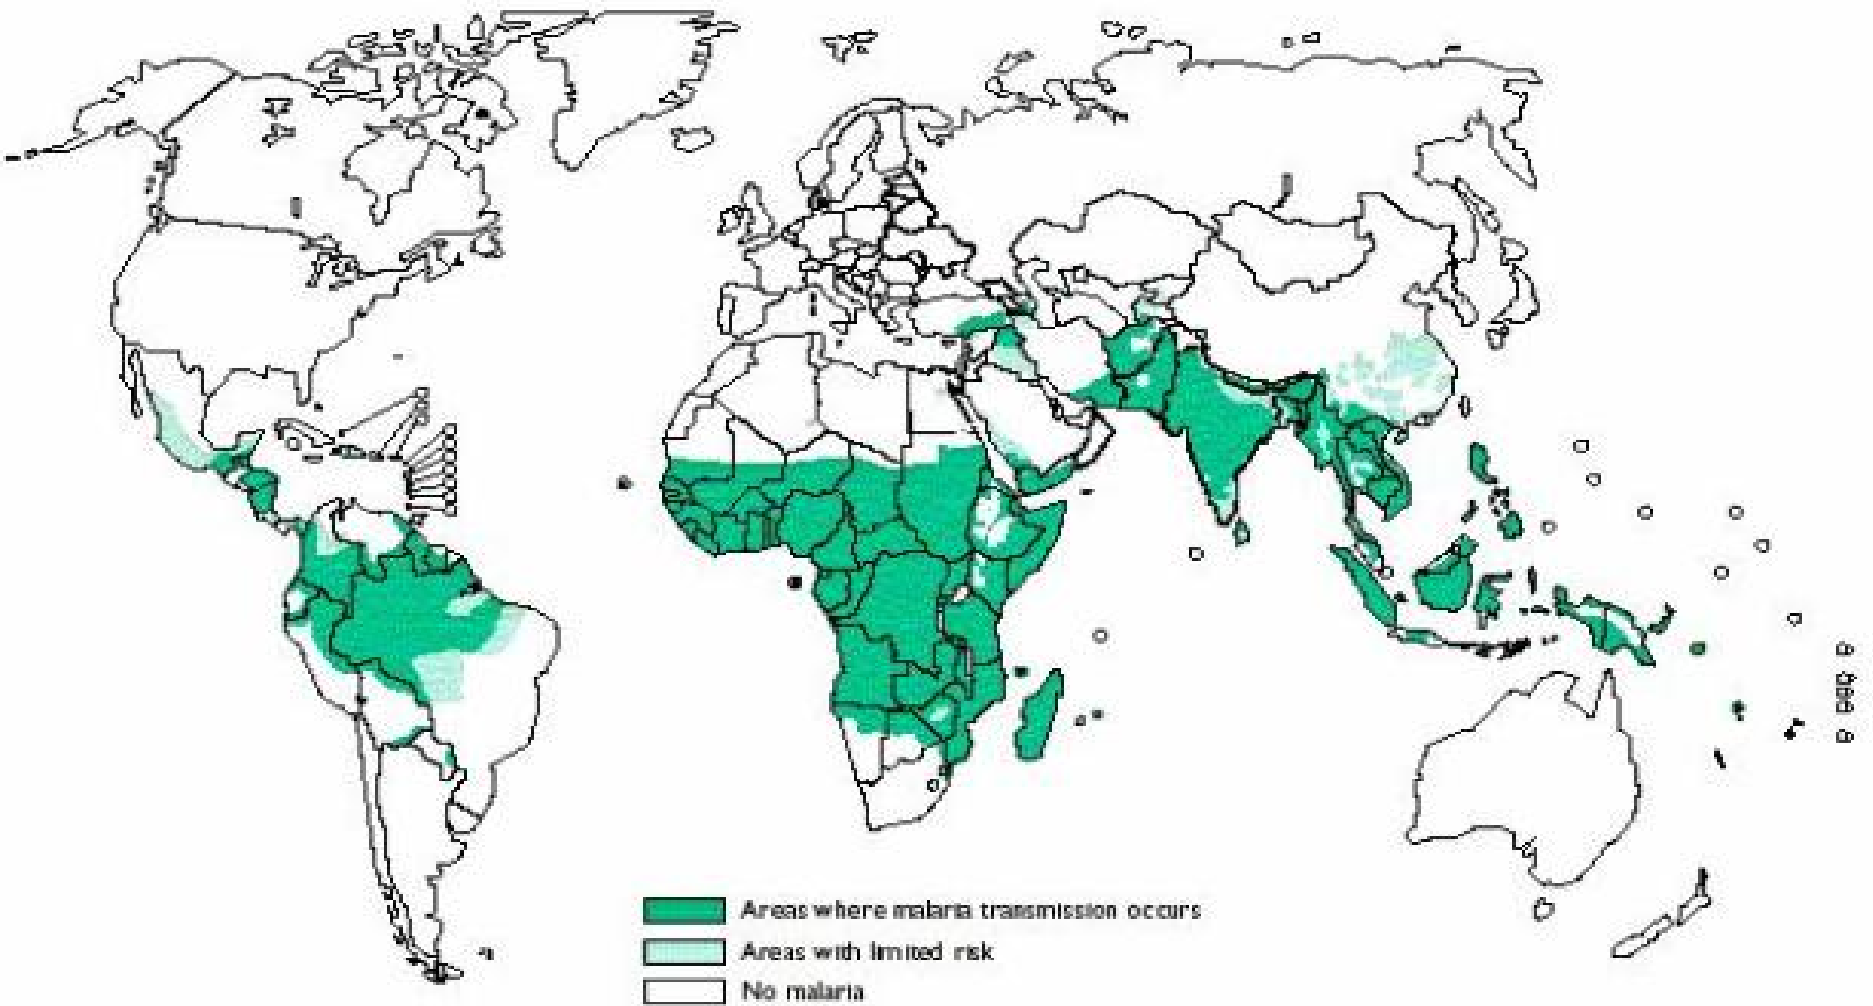 Areas where malaria transmission occurs
Areas with limited risk
No malaria